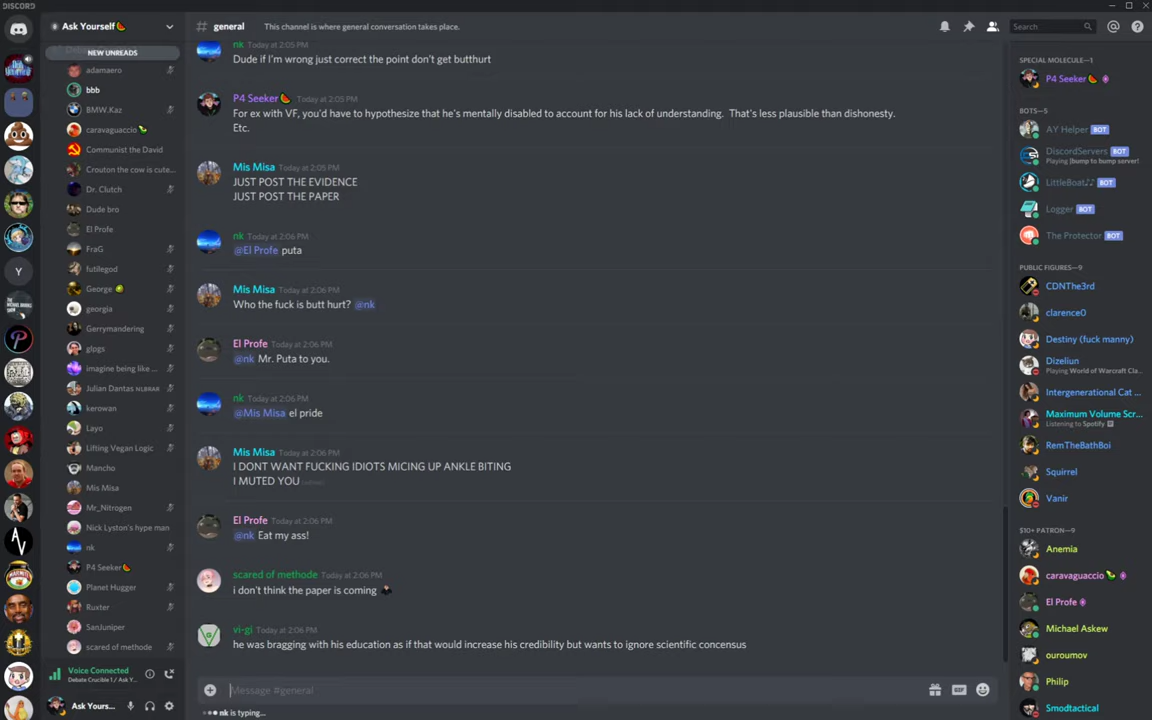 DISCORD
Ask Yourself🍉
# general
This channel is where general conversation takes place.
Search
NEW UNREADS
adamaero
bbb
BMW.Kaz
caravaguaccio
Communist the David
Crouton the cow is cute...
Dr. Clutch
Dude bro
El Profe
FraG
futilegod
George
georgia
Gerrymandering
glpgs
imagine being like ...
Julian Dantas NLBRAR
kerowan
Layo
Lifting Vegan Logic
Mancho
Mis Misa
Mr_Nitrogen
Nick Lyston's hype man
nk
P4 Seeker🍉
Planet Hugger
Ruxter
SanJuniper
scared of methode
Voice Connected
Debate Crucible1 / Ask Y...
Ask Yours...
nk Today at 2:05 PM
Dude if I'm wrong just correct the point don't get butthurt
P4 Seeker🍉 Today at 2:05 PM
For ex with VF, you'd have to hypothesize that he's mentally disabled to account for his lack of understanding. That's less plausible than dishonesty.
Etc.
Mis Misa Today at 2:05 PM
JUST POST THE EVIDENCE
JUST POST THE PAPER
nk Today at 2:06 PM
@El Profe puta
Mis Misa Today at 2:06 PM
Who the fuck is butt hurt? @nk
El Profe Today at 2:06 PM
@nk Mr. Puta to you.
nk Today at 2:06 PM
@Mis Misa el pride
Mis Misa Today at 2:06 PM
I DONT WANT FUCKING IDIOTS MICING UP ANKLE BITING
I MUTED YOU (edited)
El Profe Today at 2:06 PM
@nk Eat my ass!
scared of methode Today at 2:06 PM
i don't think the paper is coming
vi-gi Today at 2:06 PM
he was bragging with his education as if that would increase his credibility but wants to ignore scientific concensus
Message #general
GIF
nk is typing...
SPECIAL MOLECULE—1
P4 Seeker🍉
BOTS—5
AY Helper BOT
DiscordServers BOT
Playing |bump to bump server!
LittleBoat♪♪ BOT
Logger BOT
The Protector BOT
PUBLIC FIGURES—9
CDNThe3rd
clarence0
Destiny (fuck manny)
Dizeliun
Playing World of Warcraft Cla...
Intergenerational Cat ...
Maximum Volume Scr...
Listening to Spotify
RemTheBathBoi
Squirrel
Vanir
$10+ PATRON—9
Anemia
caravaguaccio
El Profe
Michael Askew
ouroumov
Philip
Smodtactical